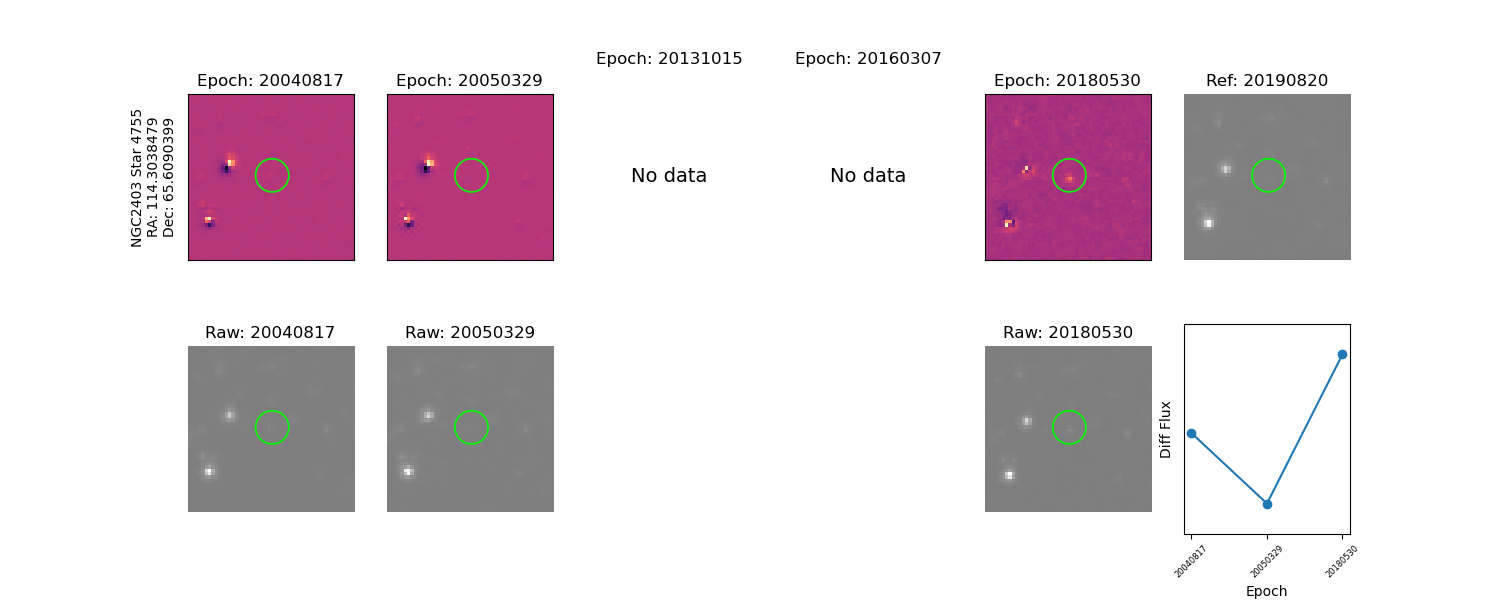 Epoch: 20040817
Epoch: 20050329
Epoch: 20131015
Epoch: 20160307
Epoch: 20180530
Ref: 20190820
NGC2403 Star 4755
RA: 114.3038479
Dec: 65.6090399
No data
No data
Raw: 20040817
Raw: 20050329
Raw: 20180530
Diff Flux
20040817
20050329
20180530
Epoch